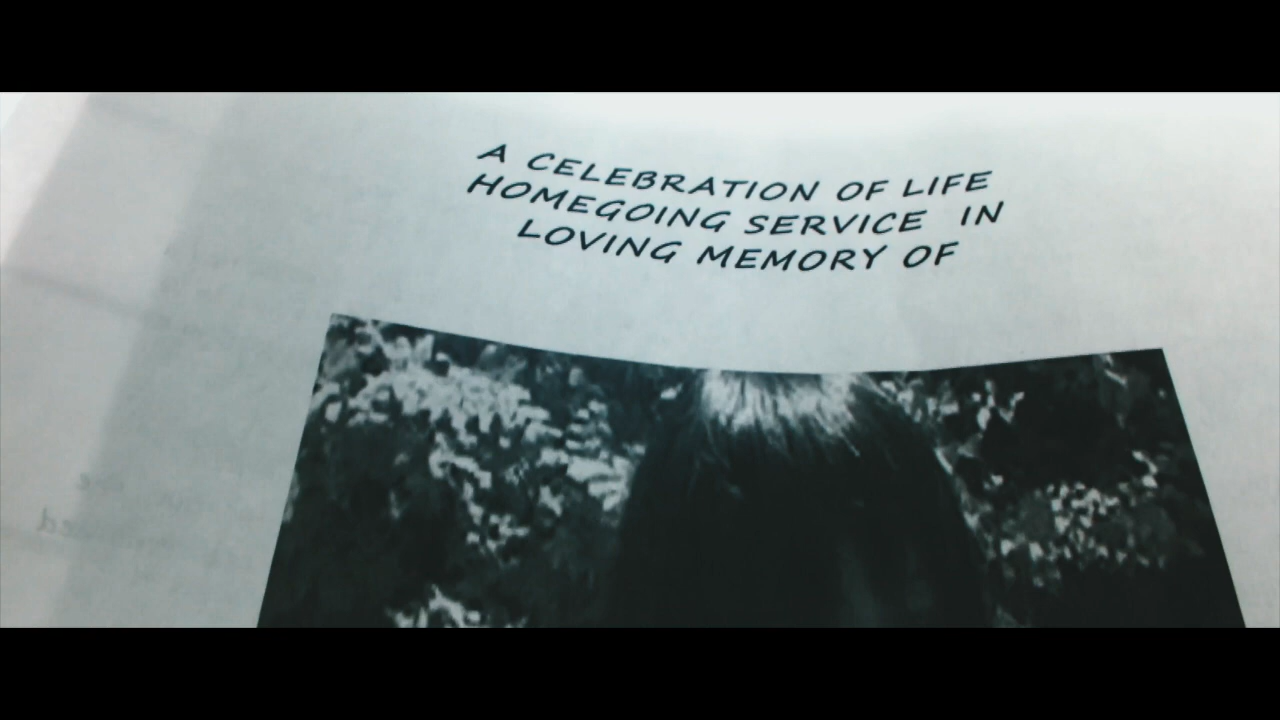 A CELEBRATION OF LIFE
HOMEGOING SERVICE IN
LOVING MEMORY OF